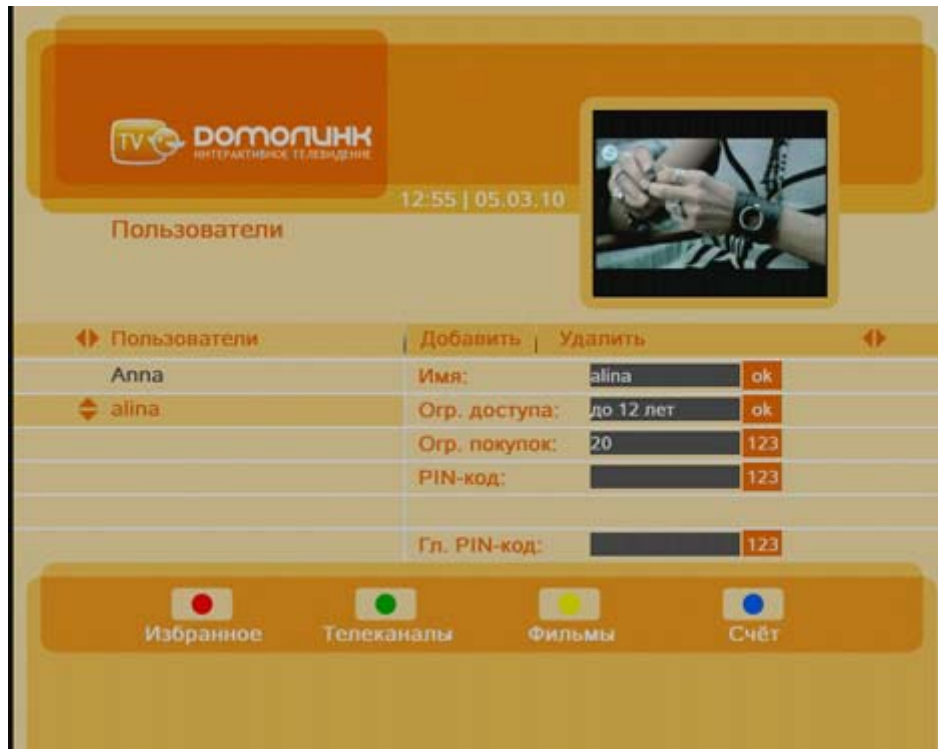 TV
Домолинк
ИНТЕРАКТИВНОЕ ТЕЛЕВИДЕНИЕ
12:55 | 05.03.10
Пользователи
Пользователи | Добавить | Удалить
Anna Имя: alina ok
alina Огр. доступа: до 12 лет ok
Огр. покупок: 20 123
PIN-код: 123
Гл. PIN-код: 123
Избранное Телеканалы Фильмы Счёт